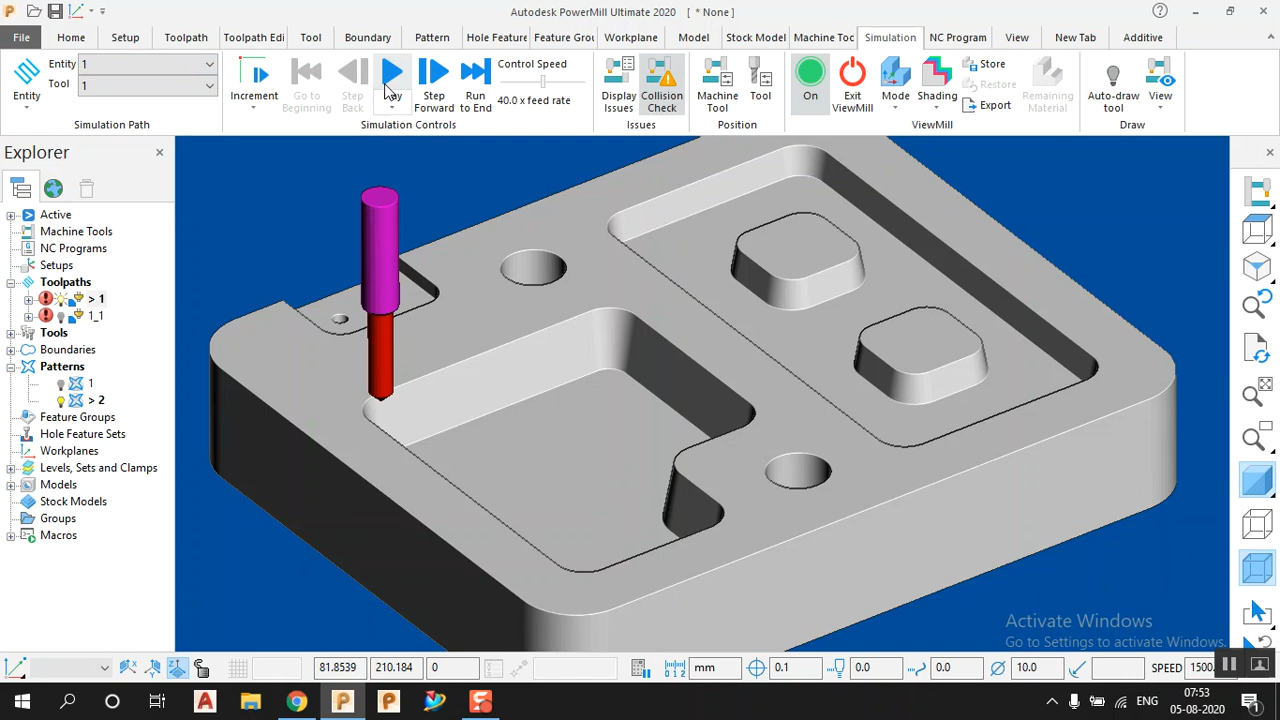 Autodesk PowerMill Ultimate 2020 [ * None ]
File Home Setup Toolpath Toolpath Edi Tool Boundary Pattern Hole Feature Feature Grou Workplane Model Stock Model Machine Toc Simulation NC Program View New Tab Additive
Entity
Entity 1
Tool 1
Simulation Path
Increment
Go to Beginning
Step Back
Step Forward
Run to End
Control Speed
40.0 x feed rate
Simulation Controls
Display Issues
Collision Check
Issues
Machine Tool
Tool
Position
On
Exit ViewMill
Mode
Shading
Store
Restore
Export
Remaining Material
ViewMill
Auto-draw tool
View
Draw
Explorer
Active
Machine Tools
NC Programs
Setups
Toolpaths
> 1
1_1
Tools
Boundaries
Patterns
1
> 2
Feature Groups
Hole Feature Sets
Workplanes
Levels, Sets and Clamps
Models
Stock Models
Groups
Macros
Activate Windows
Go to Settings to activate Windows.
81.8539 210.184 0 mm 0.1 0.0 0.0 10.0 SPEED 1500.
ENG 07:53
05-08-2020